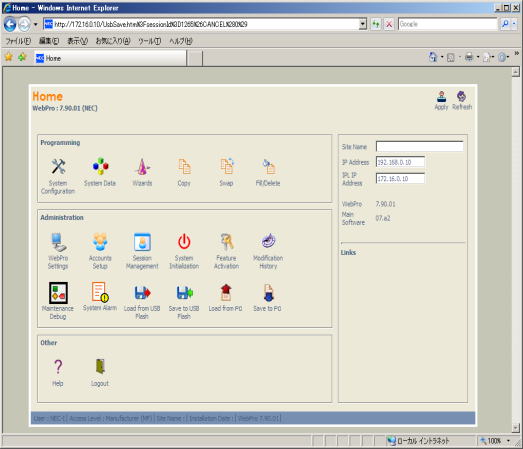 Home - Windows Internet Explorer
http://172.16.0.10/UsbSave.htm%3FsessionId%3D1265%26CANCEL%280%29
Google
ファイル(F) 編集(E) 表示(V) お気に入り(A) ツール(T) ヘルプ(H)
NEC Home
Home
WebPro : 7.90.01 (NEC)
Apply Refresh
Programming
System Configuration
System Data
Wizards
Copy
Swap
Fill/Delete
Site Name
IP Address 192.168.0.10
IPL IP Address 172.16.0.10
WebPro 7.90.01
Main Software 07.a2
Links
Administration
WebPro Settings
Accounts Setup
Session Management
System Initialization
Feature Activation
Modification History
Maintenance Debug
System Alarm
Load from USB Flash
Save to USB Flash
Load from PC
Save to PC
Other
Help
Logout
User : NEC-I| Access Level : Manufacturer (MF)| Site Name : | Installation Date : | WebPro 7.90.01|
ローカル イントラネット
100%